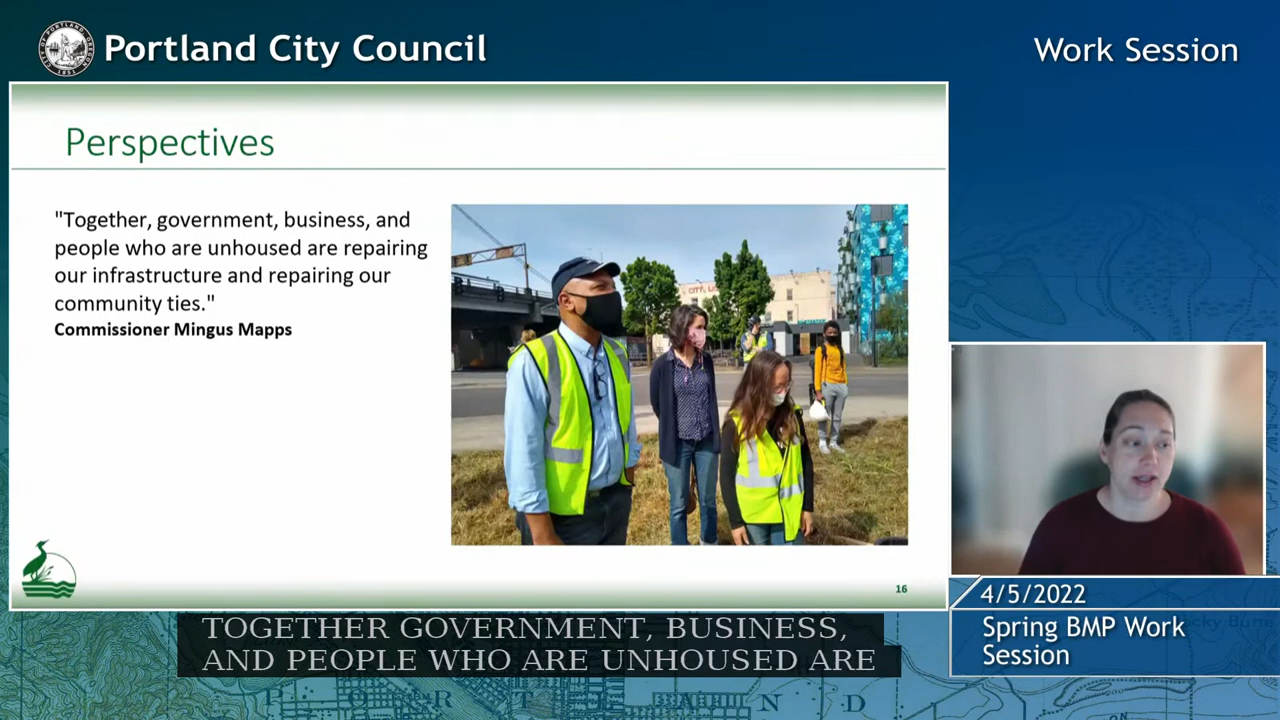 Portland City Council
Work Session
Perspectives
"Together, government, business, and
people who are unhoused are repairing
our infrastructure and repairing our
community ties."
Commissioner Mingus Mapps
16
4/5/2022
Spring BMP Work
Session
TOGETHER GOVERNMENT, BUSINESS,
AND PEOPLE WHO ARE UNHOUSED ARE
P O R T L A N D